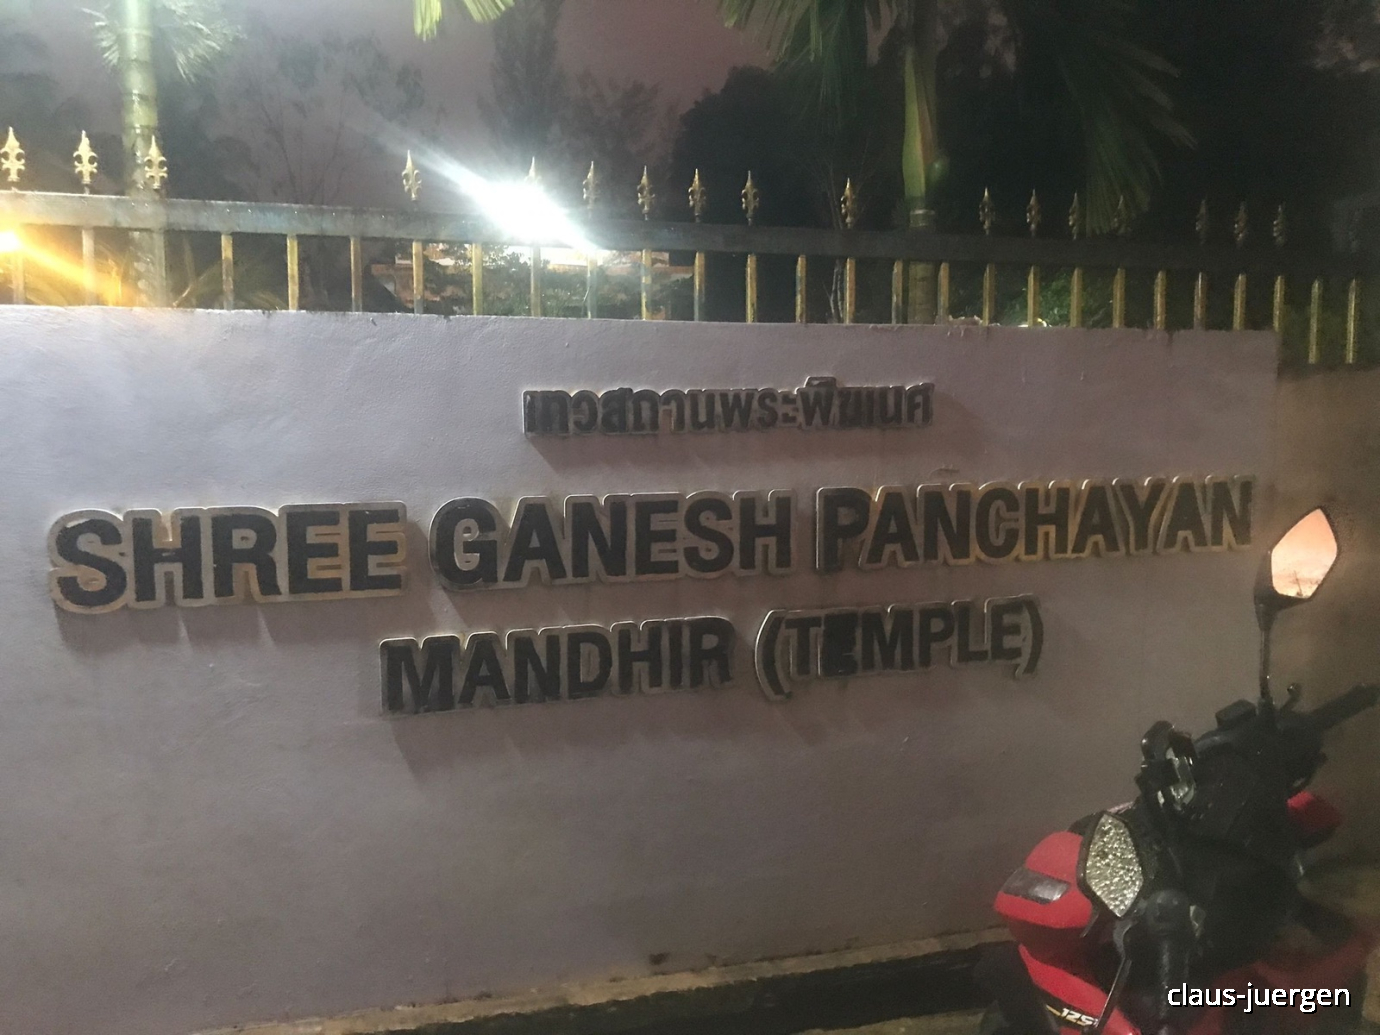 เทวสถานพระพิฆเนศ
SHREE GANESH PANCHAYAN
MANDHIR (TEMPLE)
125
claus-juergen